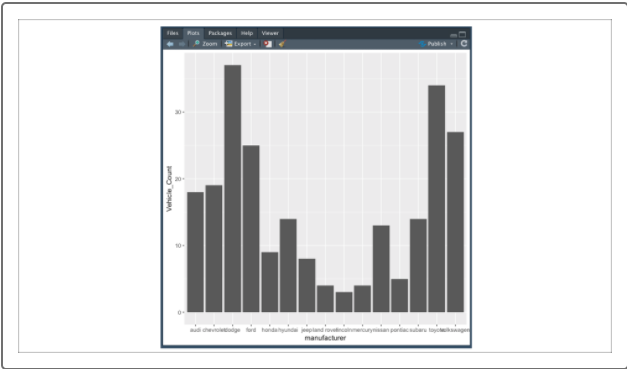 Files Plots Packages Help Viewer
Zoom Export Publish
30
20
10
0
Vehicle_Count
audi chevrolet dodge ford honda hyundai jeep land rover lincoln mercury nissan pontiac subaru toyota volkswagen
manufacturer